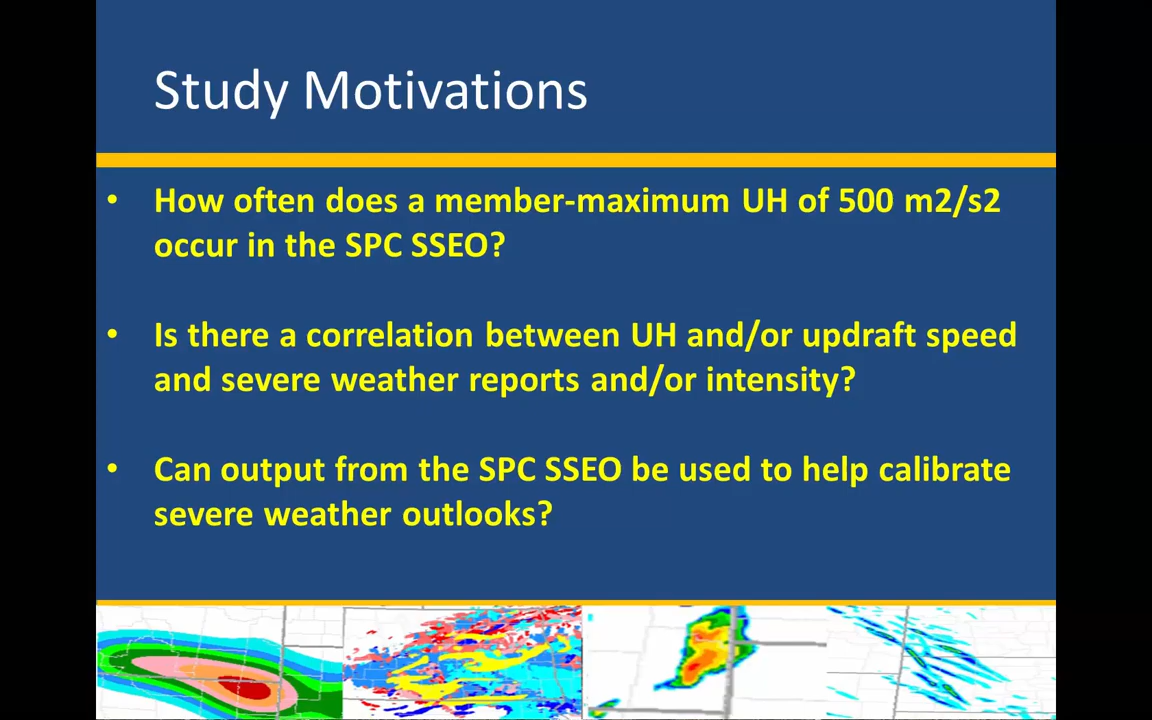 Study Motivations
• How often does a member-maximum UH of 500 m2/s2
occur in the SPC SSEO?
• Is there a correlation between UH and/or updraft speed
and severe weather reports and/or intensity?
• Can output from the SPC SSEO be used to help calibrate
severe weather outlooks?